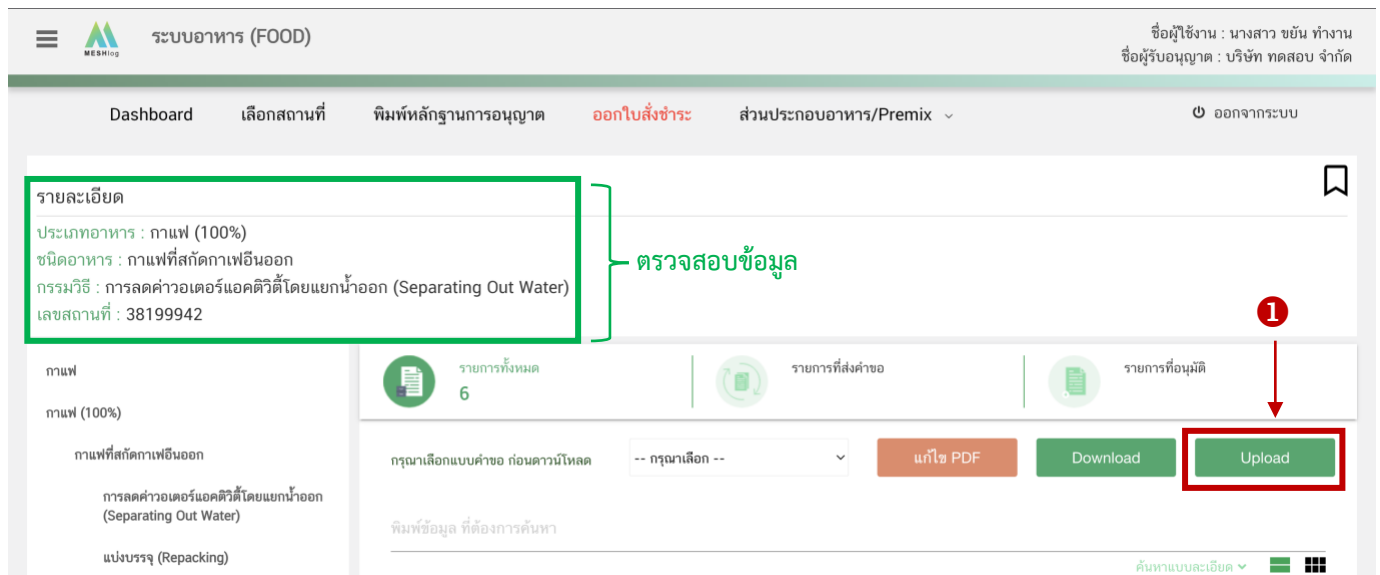 MESHlog
ระบบอาหาร (FOOD)
ชื่อผู้ใช้งาน : นางสาว ขยัน ทำงาน
ชื่อผู้รับอนุญาต : บริษัท ทดสอบ จำกัด
Dashboard เลือกสถานที่ พิมพ์หลักฐานการอนุญาต ออกใบสั่งชำระ ส่วนประกอบอาหาร/Premix ออกจากระบบ
รายละเอียด
ประเภทอาหาร : กาแฟ (100%)
ชนิดอาหาร : กาแฟที่สกัดกาเฟอีนออก
ตรวจสอบข้อมูล
กรรมวิธี : การลดค่าวอเตอร์แอคติวิตี้โดยแยกน้ำออก (Separating Out Water)
เลขสถานที่ : 38199942
1
กาแฟ
กาแฟ (100%)
กาแฟที่สกัดกาเฟอีนออก
การลดค่าวอเตอร์แอคติวิตี้โดยแยกน้ำออก
(Separating Out Water)
แบ่งบรรจุ (Repacking)
รายการทั้งหมด
6
รายการที่ส่งคำขอ
รายการที่อนุมัติ
กรุณาเลือกแบบคำขอ ก่อนดาวน์โหลด -- กรุณาเลือก -- แก้ไข PDF Download Upload
พิมพ์ข้อมูล ที่ต้องการค้นหา
ค้นหาแบบละเอียด